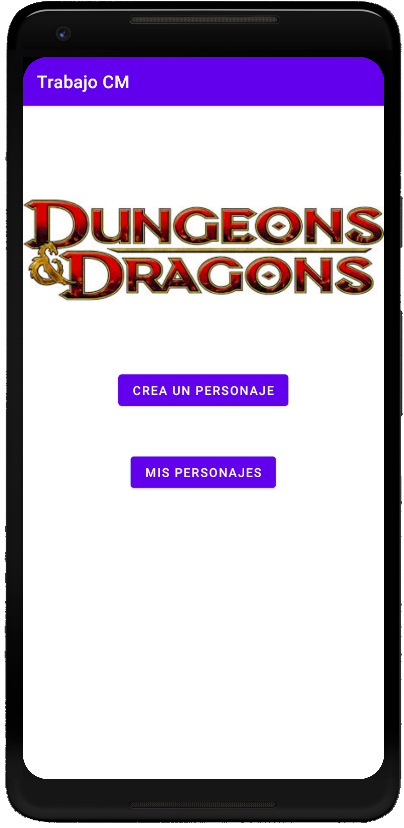 Trabajo CM
DUNGEONS
& DRAGONS
CREA UN PERSONAJE
MIS PERSONAJES